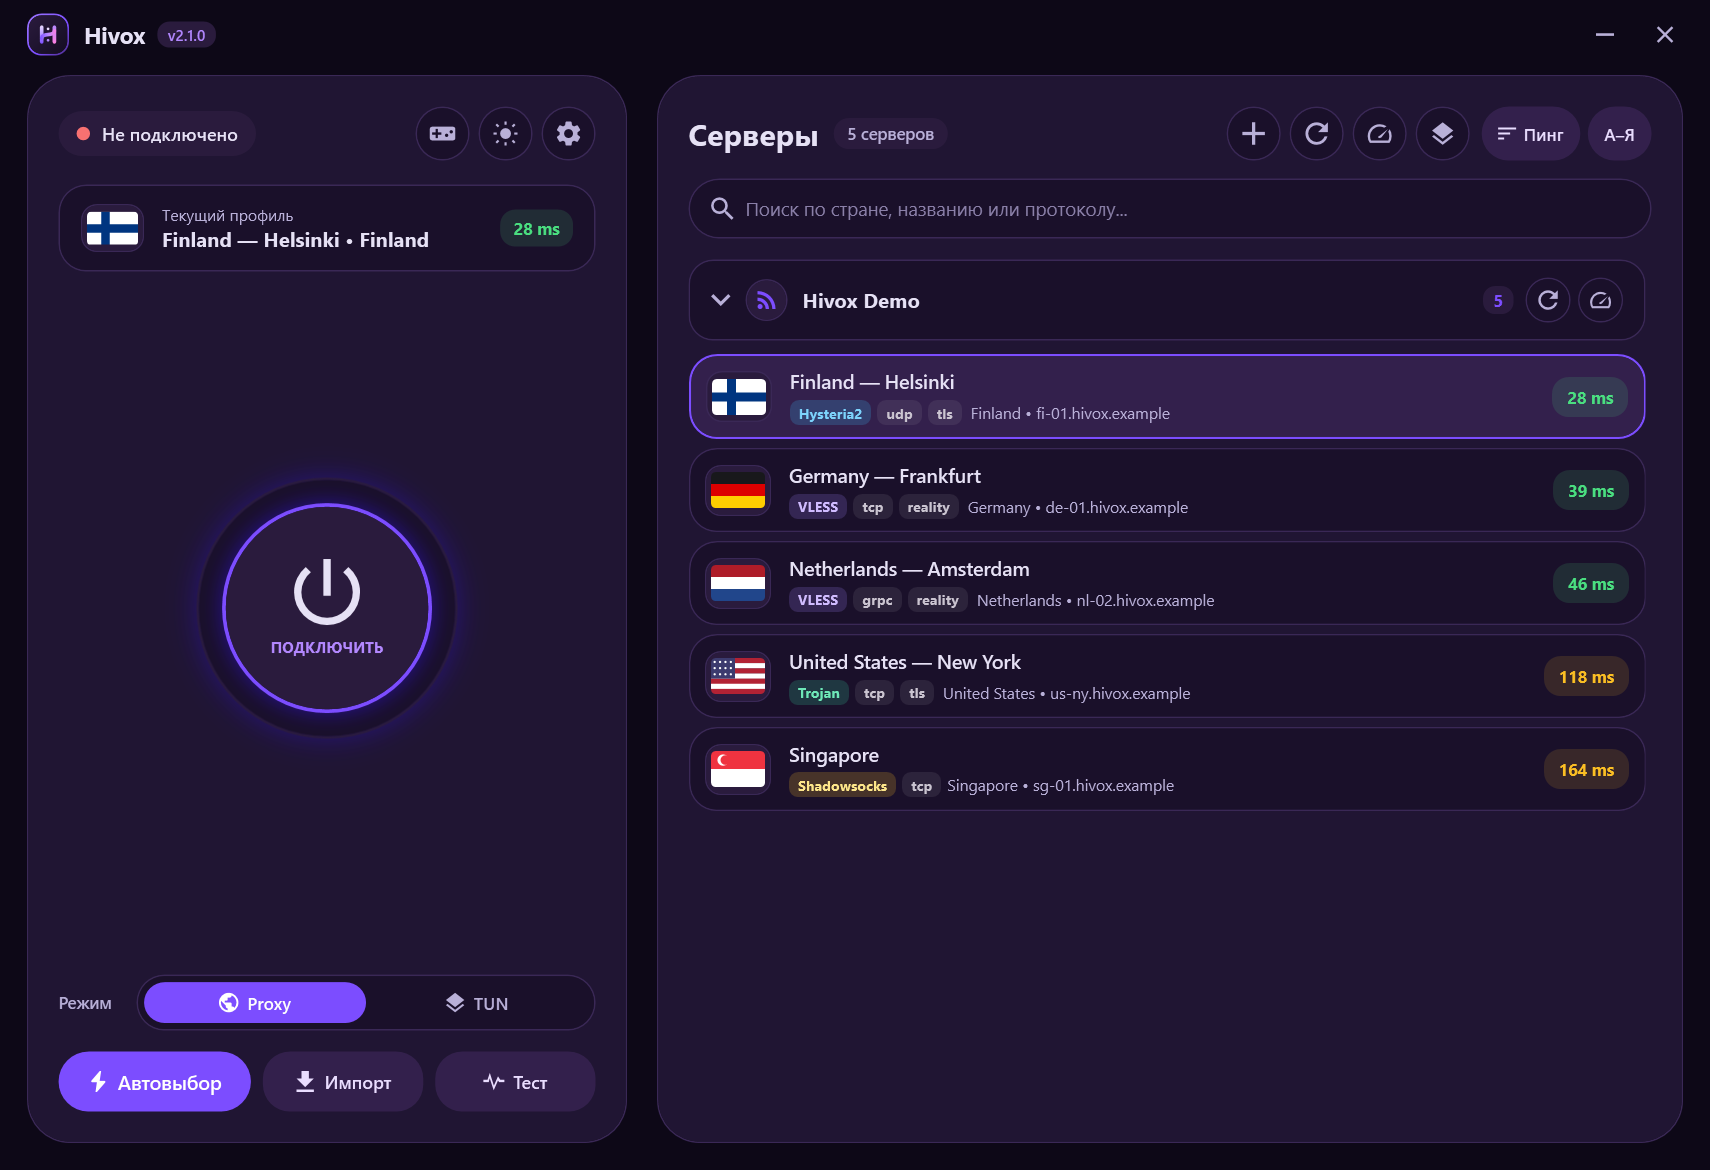 Hivox v2.1.0
Не подключено
Текущий профиль
Finland — Helsinki • Finland
28 ms
ПОДКЛЮЧИТЬ
Режим
Proxy
TUN
Автовыбор
Импорт
Тест
Серверы
5 серверов
Пинг
А–Я
Поиск по стране, названию или протоколу...
Hivox Demo
5
Finland — Helsinki
Hysteria2 udp tls Finland • fi-01.hivox.example
28 ms
Germany — Frankfurt
VLESS tcp reality Germany • de-01.hivox.example
39 ms
Netherlands — Amsterdam
VLESS grpc reality Netherlands • nl-02.hivox.example
46 ms
United States — New York
Trojan tcp tls United States • us-ny.hivox.example
118 ms
Singapore
Shadowsocks tcp Singapore • sg-01.hivox.example
164 ms